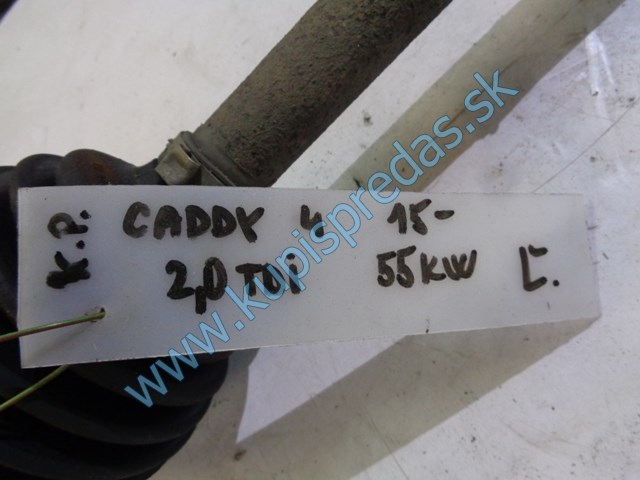 K.P.
CADDY 4 15-
2,0 TDi 55KW Ľ.
www.kupispredas.sk